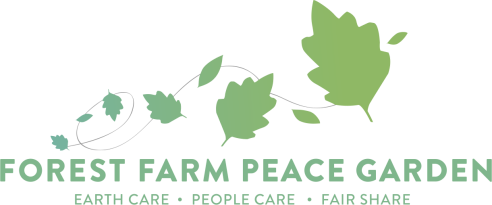 FOREST FARM PEACE GARDEN
EARTH CARE • PEOPLE CARE • FAIR SHARE